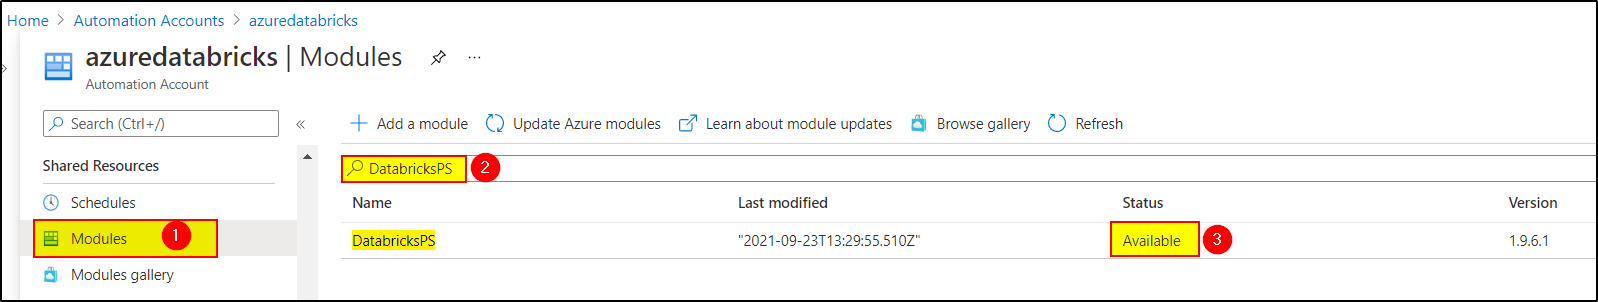 Home > Automation Accounts > azuredatabricks
azuredatabricks | Modules ...
Automation Account
Search (Ctrl+/) «
+ Add a module Update Azure modules Learn about module updates Browse gallery Refresh
Shared Resources
DatabricksPS 2
Schedules
Name Last modified Status Version
Modules 1
DatabricksPS "2021-09-23T13:29:55.510Z" Available 3 1.9.6.1
Modules gallery